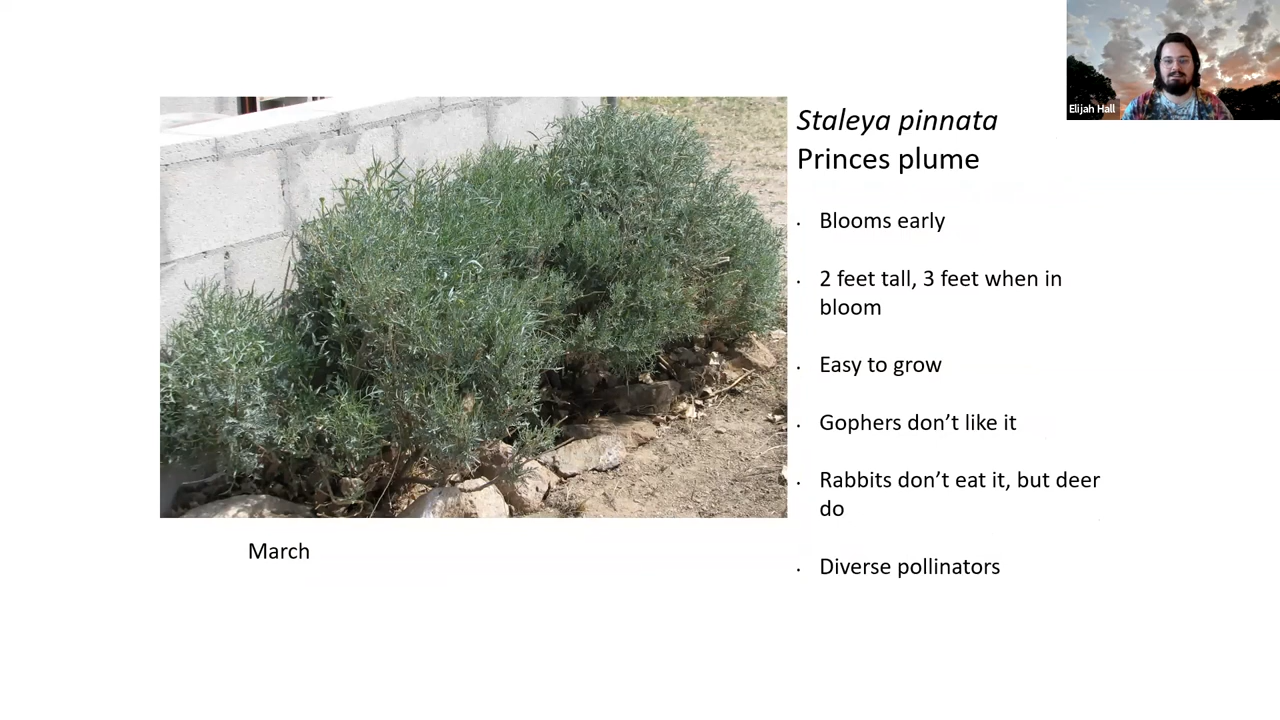 Elijah Hall
Staleya pinnata
Princes plume
· Blooms early
· 2 feet tall, 3 feet when in
bloom
· Easy to grow
· Gophers don’t like it
· Rabbits don’t eat it, but deer
do
· Diverse pollinators
March